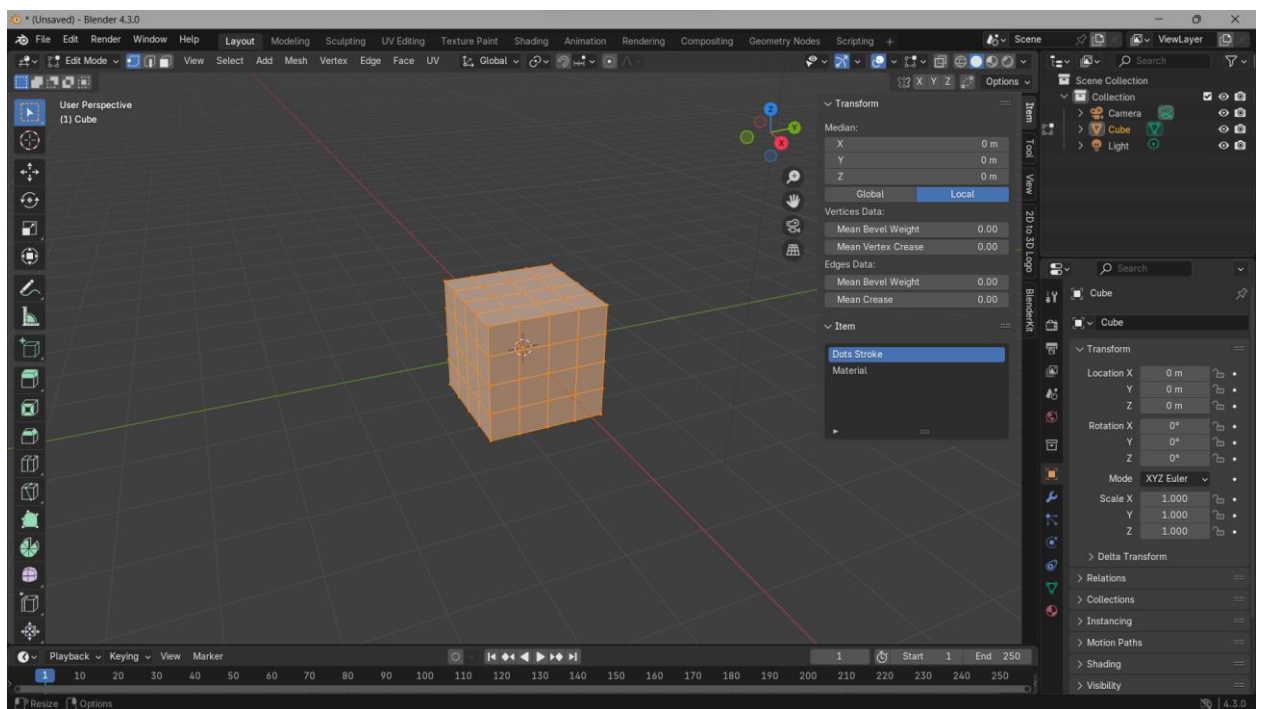 * (Unsaved) - Blender 4.3.0
File Edit Render Window Help Layout Modeling Sculpting UV Editing Texture Paint Shading Animation Rendering Compositing Geometry Nodes Scripting + Scene ViewLayer
Edit Mode View Select Add Mesh Vertex Edge Face UV Global Search
X Y Z Options
User Perspective
(1) Cube
Z
Y
X
Transform
Median:
X 0 m
Y 0 m
Z 0 m
Global Local
Vertices Data:
Mean Bevel Weight 0.00
Mean Vertex Crease 0.00
Edges Data:
Mean Bevel Weight 0.00
Mean Crease 0.00
Item
Dots Stroke
Material
Item
Tool
View
2D to 3D Logo
BlenderKit
Scene Collection
Collection
Camera
Cube
Light
Search
Cube
Cube
Transform
Location X 0 m
Y 0 m
Z 0 m
Rotation X 0°
Y 0°
Z 0°
Mode XYZ Euler
Scale X 1.000
Y 1.000
Z 1.000
Delta Transform
Relations
Collections
Instancing
Motion Paths
Shading
Visibility
Playback Keying View Marker 1 Start 1 End 250
1 10 20 30 40 50 60 70 80 90 100 110 120 130 140 150 160 170 180 190 200 210 220 230 240 250
Resize Options 4.3.0